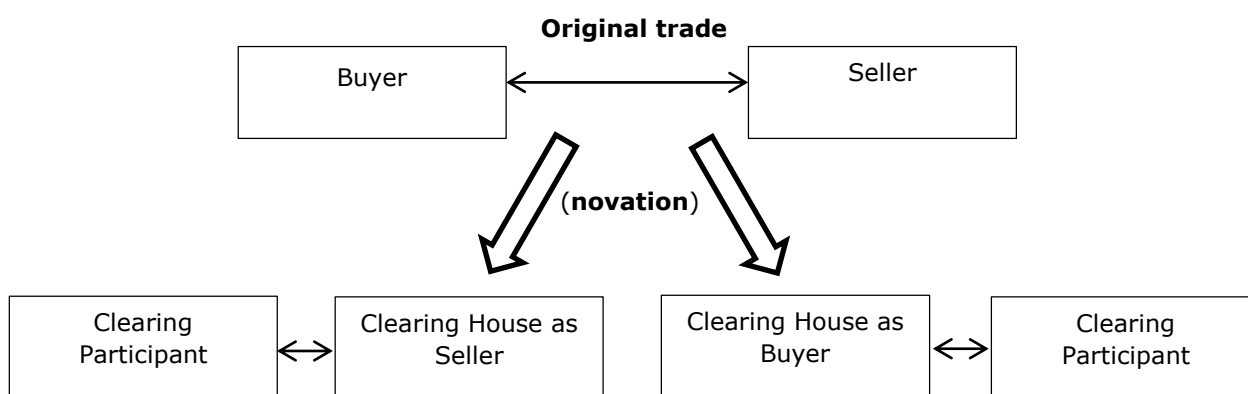 Original trade
Buyer
Seller
(novation)
Clearing
Participant
Clearing House as
Seller
Clearing House as
Buyer
Clearing
Participant